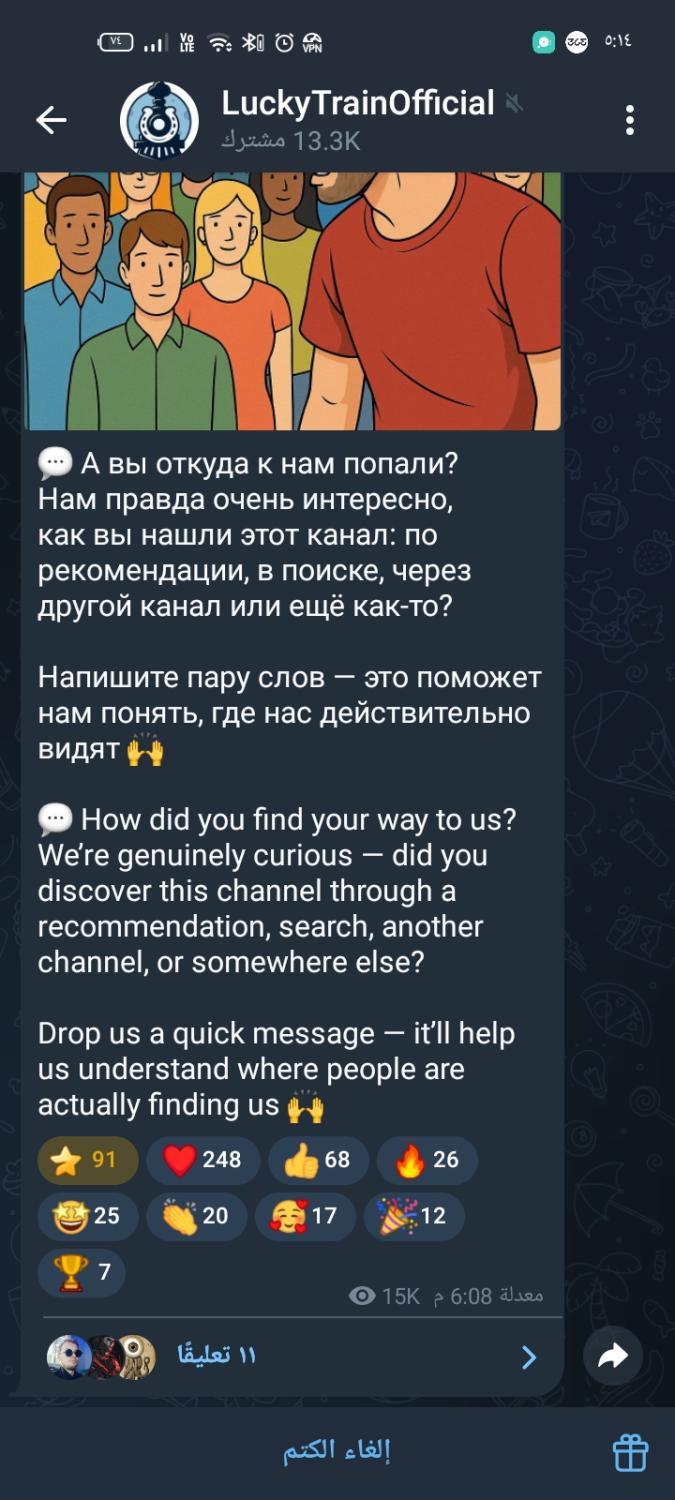 ٧٤
Vo LTE
VPN
٥:١٤
LuckyTrainOfficial
13.3K مشترك
💬 А вы откуда к нам попали?
Нам правда очень интересно,
как вы нашли этот канал: по
рекомендации, в поиске, через
другой канал или ещё как-то?
Напишите пару слов — это поможет
нам понять, где нас действительно
видят 🙌
💬 How did you find your way to us?
We’re genuinely curious — did you
discover this channel through a
recommendation, search, another
channel, or somewhere else?
Drop us a quick message — it’ll help
us understand where people are
actually finding us 🙌
⭐ 91 ❤️ 248 👍 68 🔥 26
🤩 25 👏 20 🥰 17 🎉 12
🏆 7
15K معدلة 6:08 م
١١ تعليقًا
إلغاء الكتم